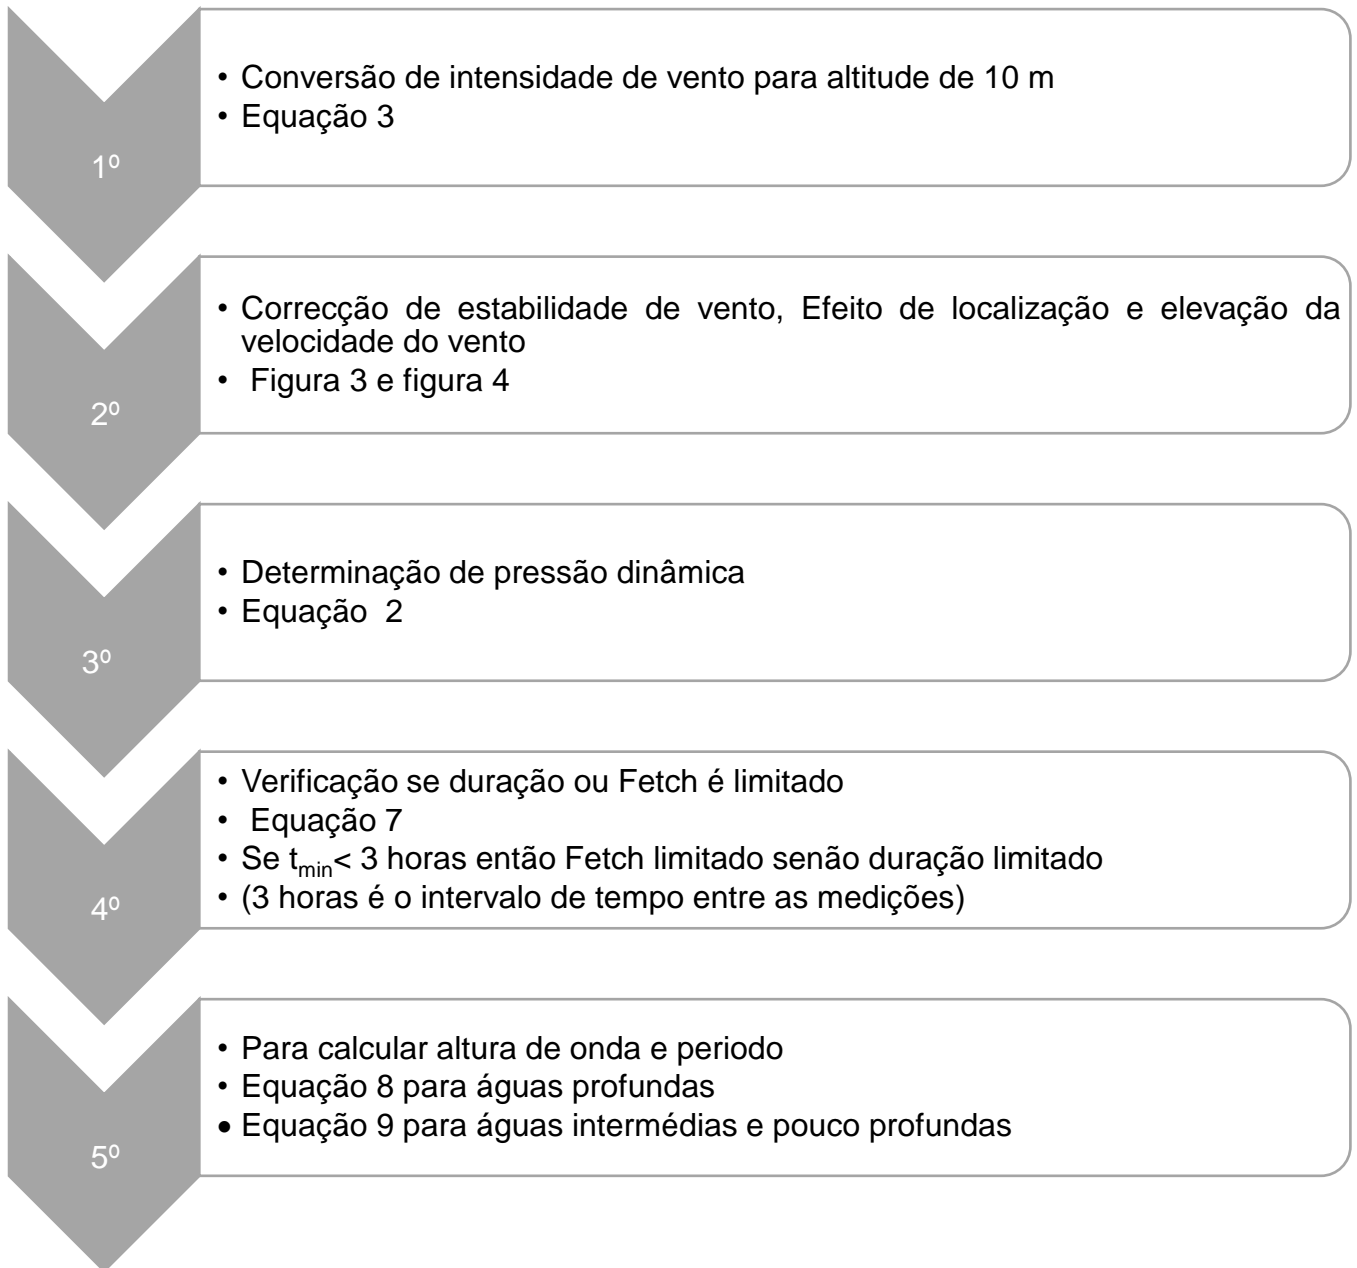 1º
• Conversão de intensidade de vento para altitude de 10 m
• Equação 3
2º
• Correcção de estabilidade de vento, Efeito de localização e elevação da
velocidade do vento
• Figura 3 e figura 4
3º
• Determinação de pressão dinâmica
• Equação 2
4º
• Verificação se duração ou Fetch é limitado
• Equação 7
• Se tmin< 3 horas então Fetch limitado senão duração limitado
• (3 horas é o intervalo de tempo entre as medições)
5º
• Para calcular altura de onda e periodo
• Equação 8 para águas profundas
• Equação 9 para águas intermédias e pouco profundas